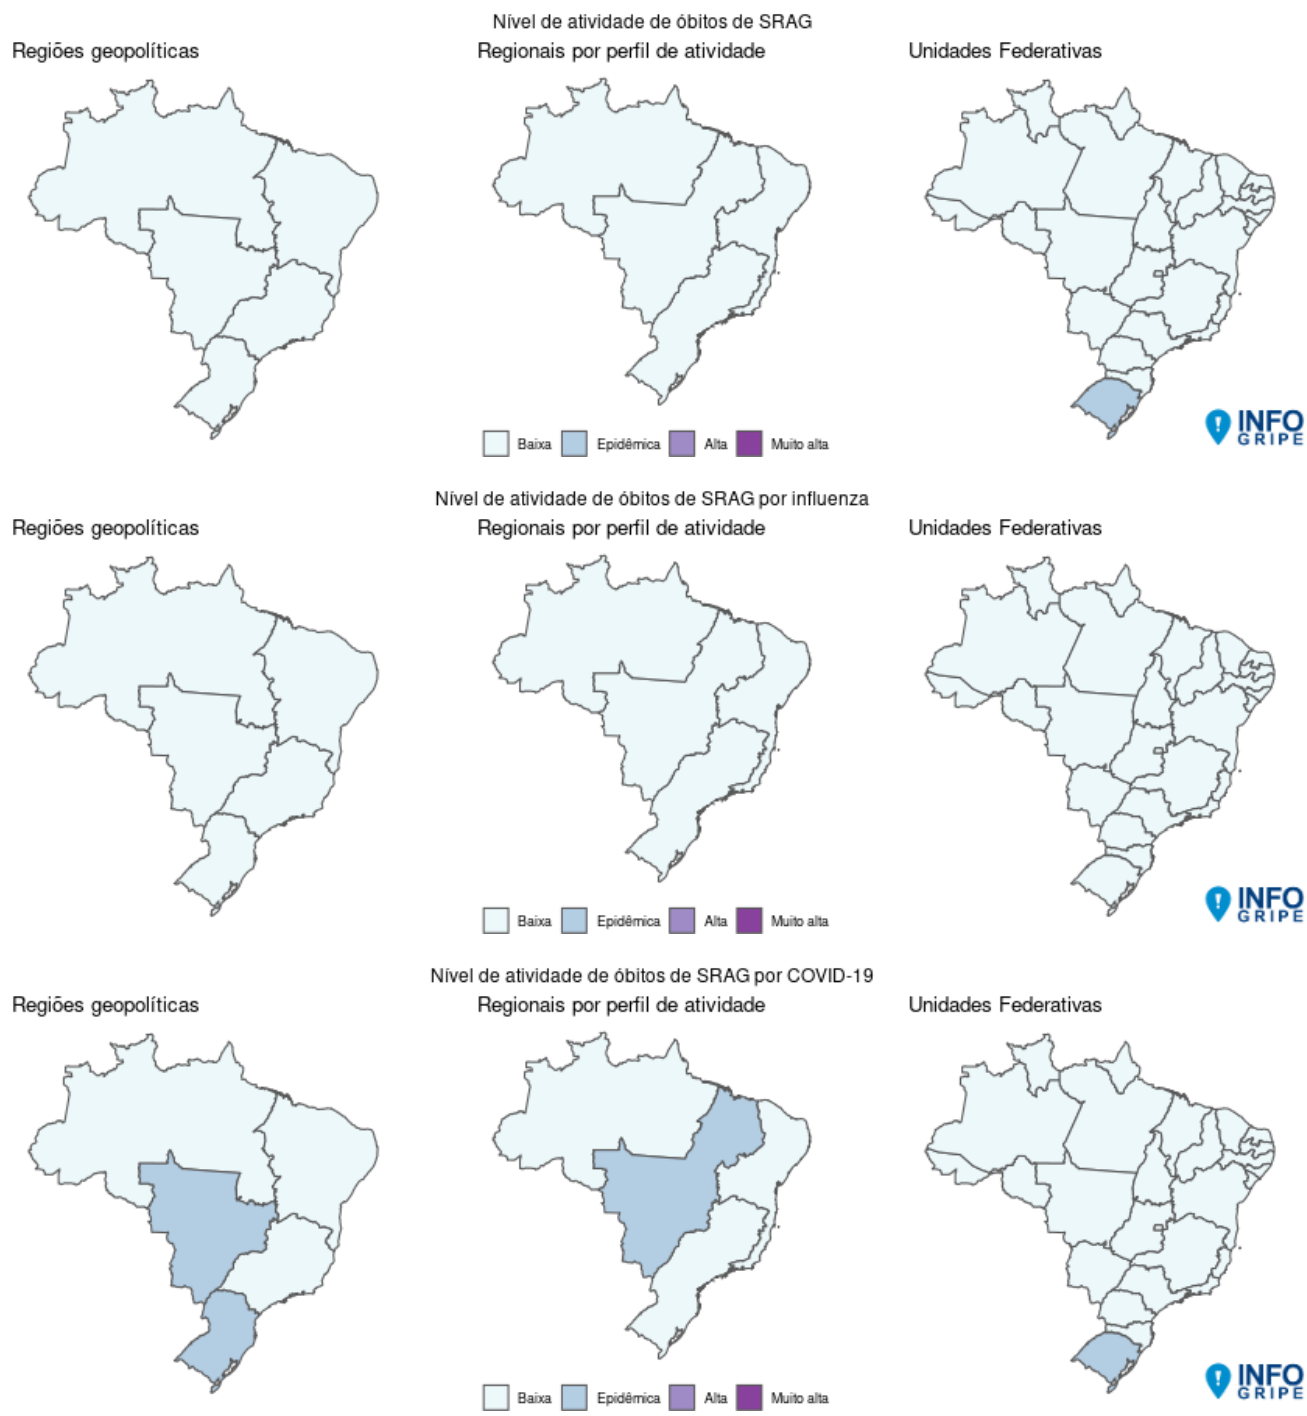 Nível de atividade de óbitos de SRAG
Regiões geopolíticas
Regionais por perfil de atividade
Unidades Federativas
Baixa
Epidêmica
Alta
Muito alta
INFO
GRIPE
Nível de atividade de óbitos de SRAG por influenza
Regiões geopolíticas
Regionais por perfil de atividade
Unidades Federativas
Baixa
Epidêmica
Alta
Muito alta
INFO
GRIPE
Nível de atividade de óbitos de SRAG por COVID-19
Regiões geopolíticas
Regionais por perfil de atividade
Unidades Federativas
Baixa
Epidêmica
Alta
Muito alta
INFO
GRIPE